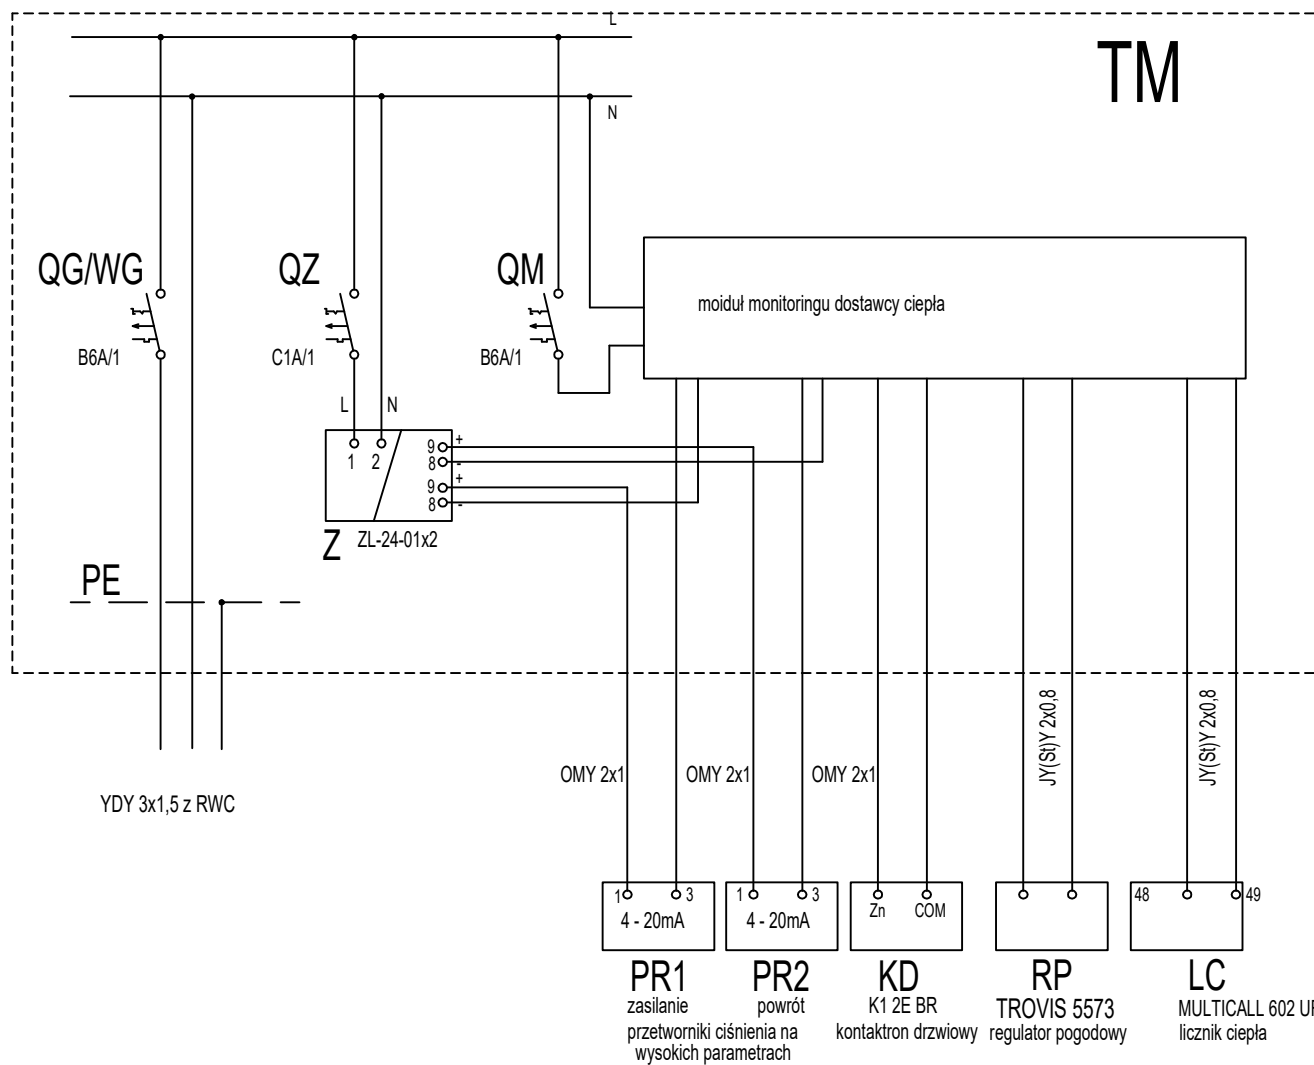 L
TM
N
QG/WG
QZ
QM
moiduł monitoringu dostawcy ciepła
B6A/1
C1A/1
B6A/1
L
N
1
2
9
+
8
-
9
+
8
-
Z
ZL-24-01x2
PE
JY(St)Y 2x0,8
JY(St)Y 2x0,8
OMY 2x1
OMY 2x1
OMY 2x1
YDY 3x1,5 z RWC
1
3
4 - 20mA
1
3
4 - 20mA
Zn
COM
48
49
PR1
PR2
KD
RP
LC
zasilanie
powrót
przetworniki ciśnienia na
wysokich parametrach
K1 2E BR
kontaktron drzwiowy
TROVIS 5573
regulator pogodowy
MULTICALL 602 UF
licznik ciepła